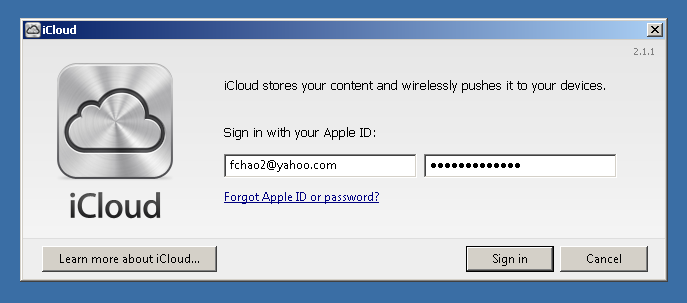 iCloud
2.1.1
iCloud stores your content and wirelessly pushes it to your devices.
Sign in with your Apple ID:
fchao2@yahoo.com
•••••••••••••
Forgot Apple ID or password?
iCloud
Learn more about iCloud...
Sign in
Cancel